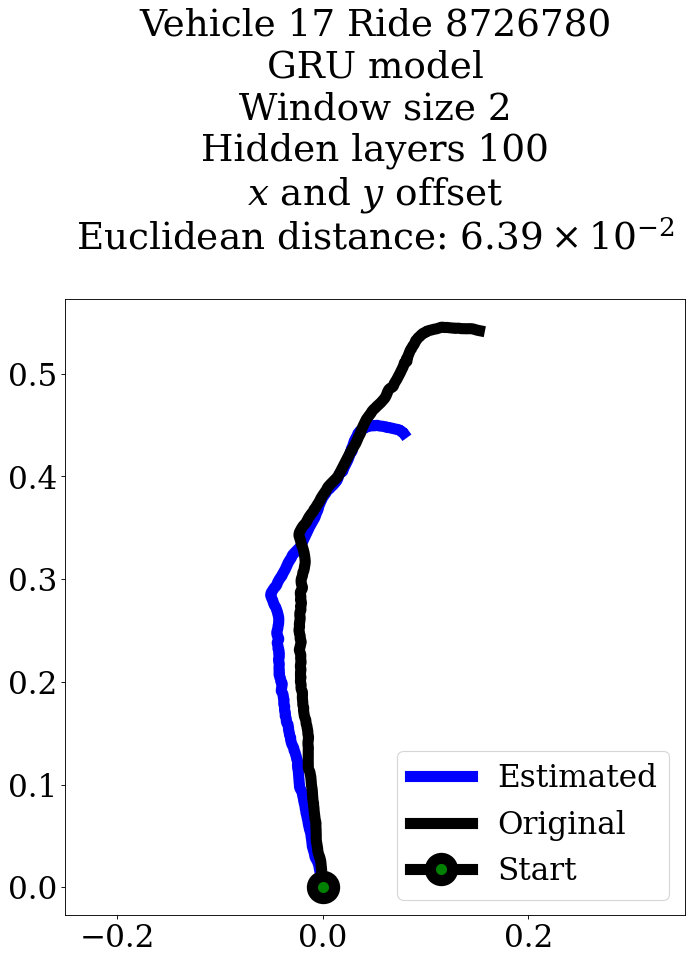 Vehicle 17 Ride 8726780
GRU model
Window size 2
Hidden layers 100
x and y offset
Euclidean distance: 6.39 × 10⁻²
0.5
0.4
0.3
0.2
0.1
0.0
Estimated
Original
Start
−0.2 0.0 0.2